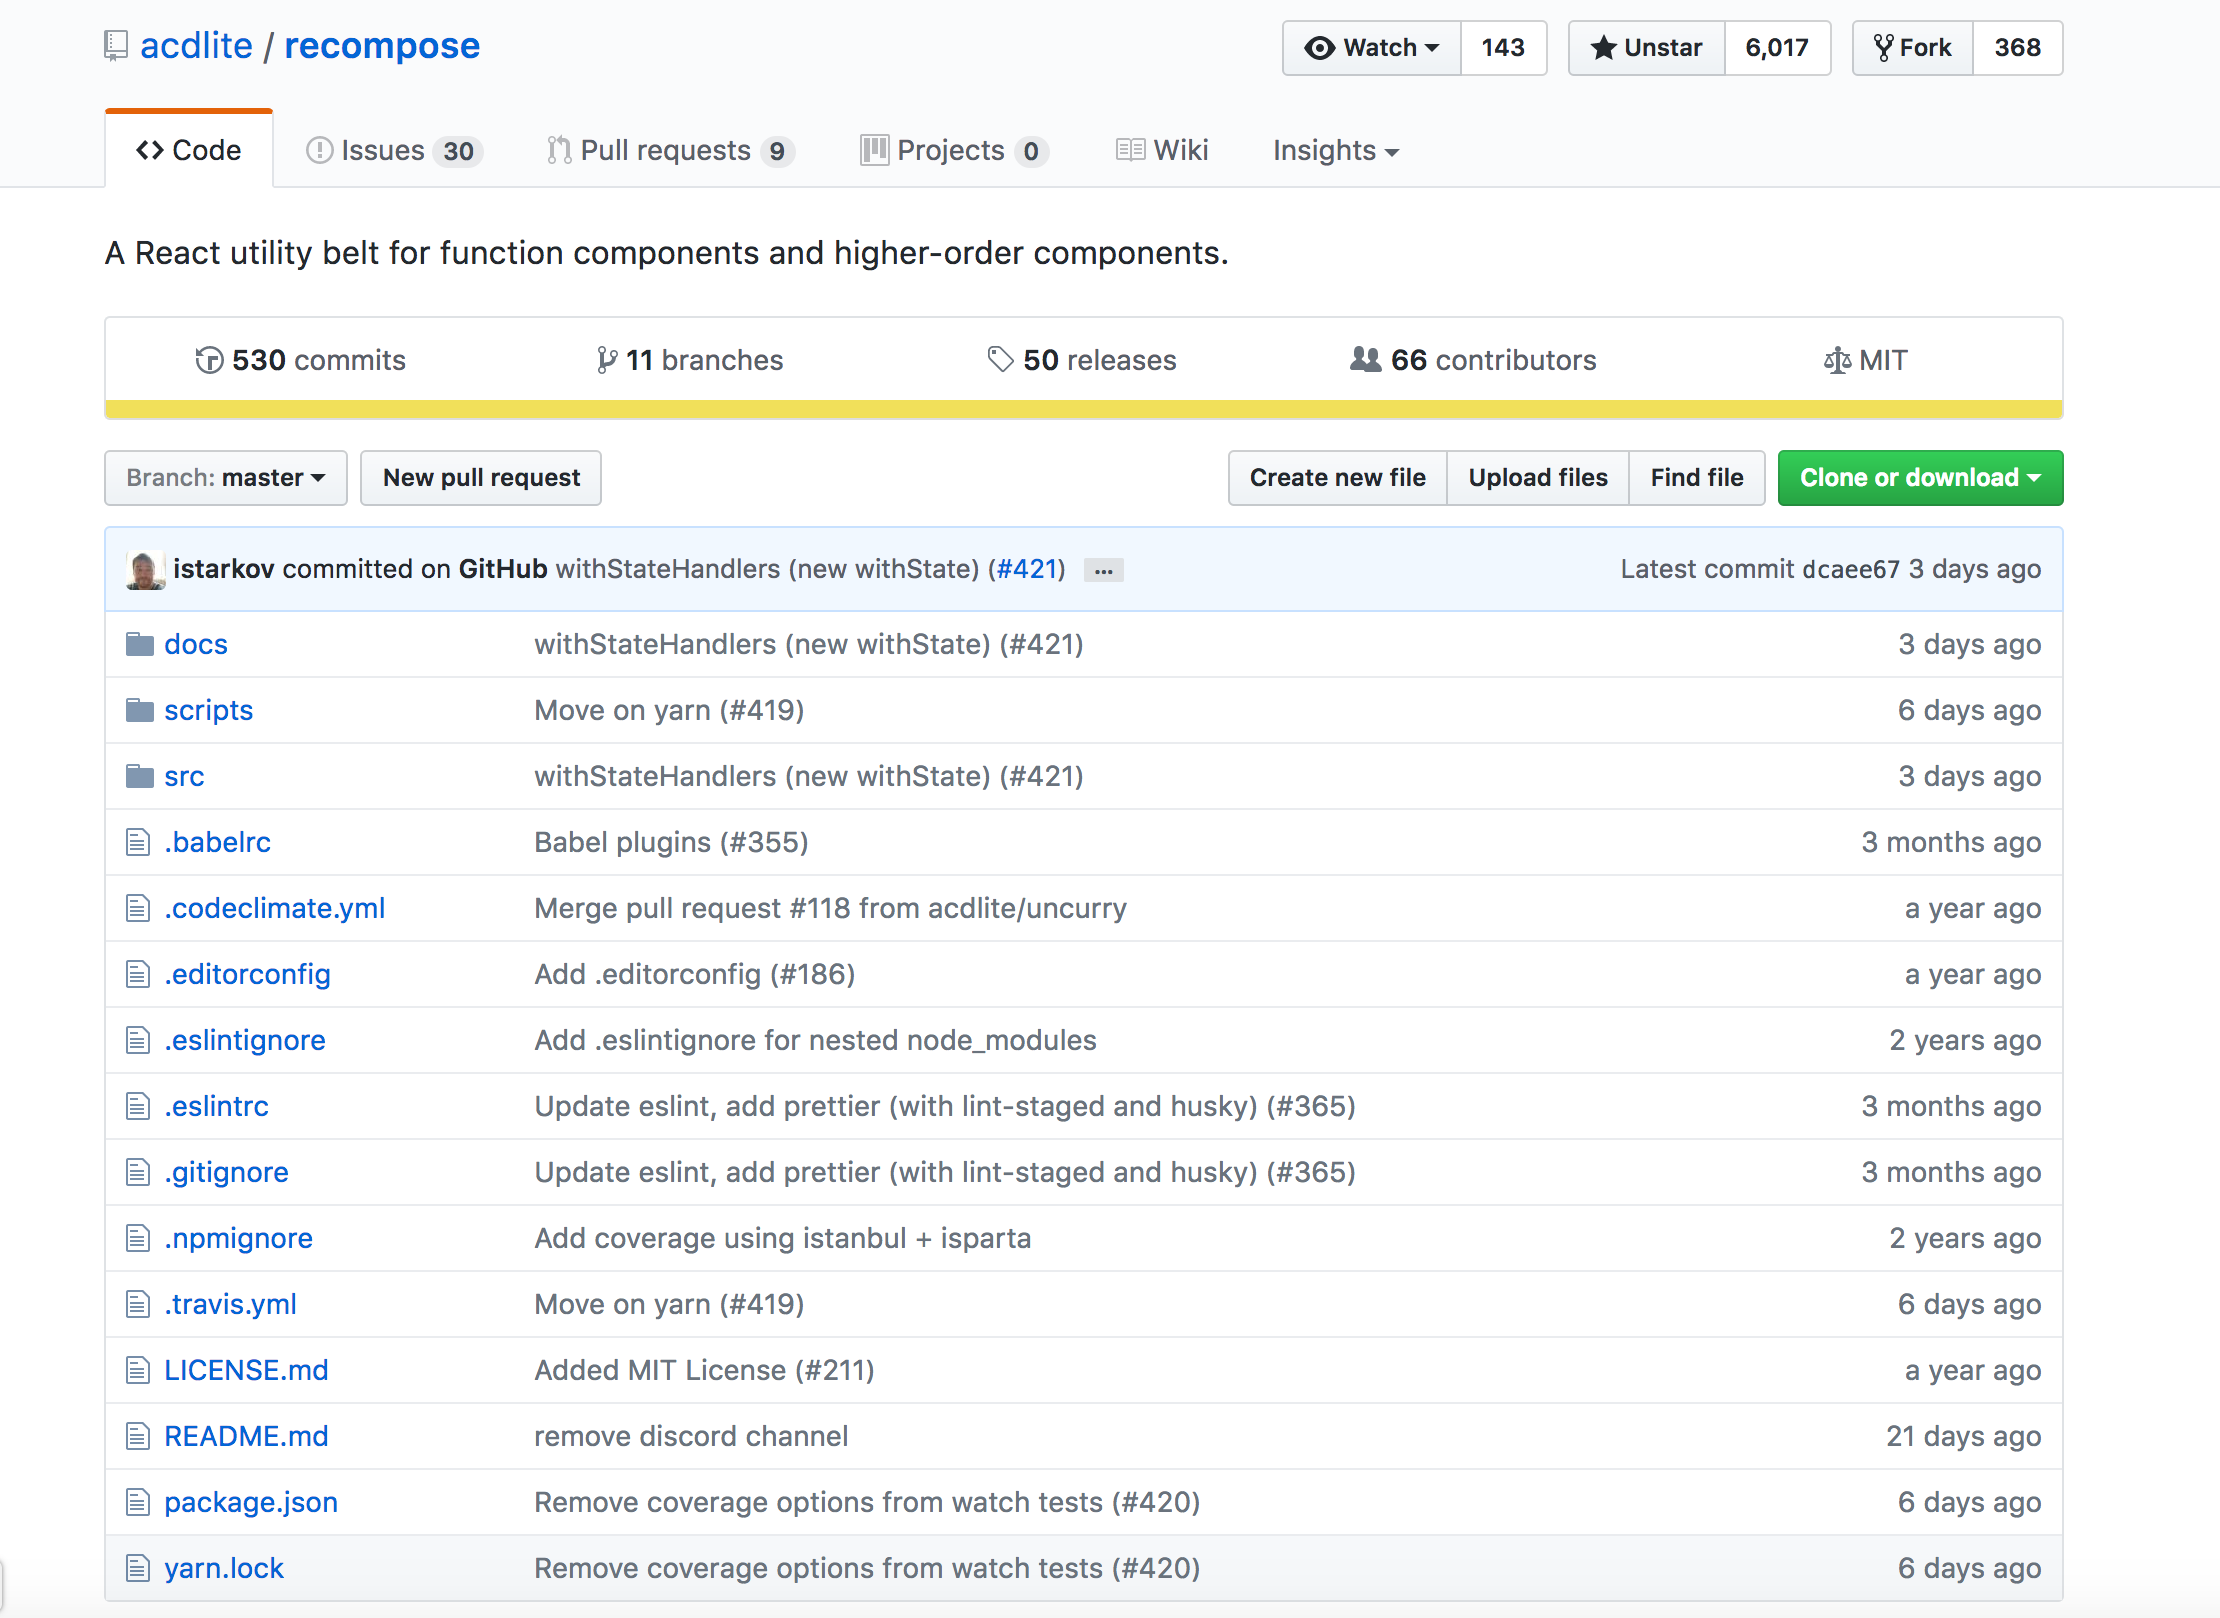 acdlite / recompose Watch 143 Unstar 6,017 Fork 368
Code Issues 30 Pull requests 9 Projects 0 Wiki Insights
A React utility belt for function components and higher-order components.
530 commits 11 branches 50 releases 66 contributors MIT
Branch: master New pull request Create new file Upload files Find file Clone or download
istarkov committed on GitHub withStateHandlers (new withState) (#421) ... Latest commit dcaee67 3 days ago
docs withStateHandlers (new withState) (#421) 3 days ago
scripts Move on yarn (#419) 6 days ago
src withStateHandlers (new withState) (#421) 3 days ago
.babelrc Babel plugins (#355) 3 months ago
.codeclimate.yml Merge pull request #118 from acdlite/uncurry a year ago
.editorconfig Add .editorconfig (#186) a year ago
.eslintignore Add .eslintignore for nested node_modules 2 years ago
.eslintrc Update eslint, add prettier (with lint-staged and husky) (#365) 3 months ago
.gitignore Update eslint, add prettier (with lint-staged and husky) (#365) 3 months ago
.npmignore Add coverage using istanbul + isparta 2 years ago
.travis.yml Move on yarn (#419) 6 days ago
LICENSE.md Added MIT License (#211) a year ago
README.md remove discord channel 21 days ago
package.json Remove coverage options from watch tests (#420) 6 days ago
yarn.lock Remove coverage options from watch tests (#420) 6 days ago